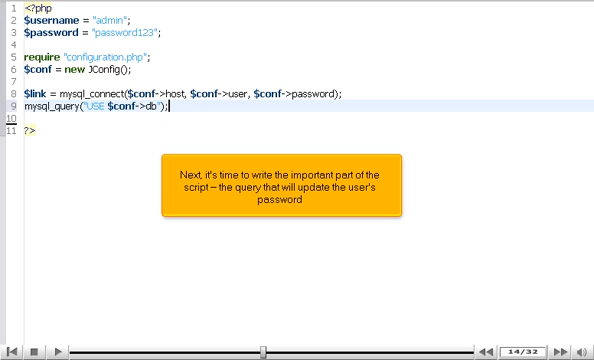 1 <?php
2 $username = "admin";
3 $password = "password123";
4
5 require "configuration.php";
6 $conf = new JConfig();
7
8 $link = mysql_connect($conf->host, $conf->user, $conf->password);
9 mysql_query("USE $conf->db");
10
11 ?>
Next, it's time to write the important part of the
script – the query that will update the user's
password
14/32